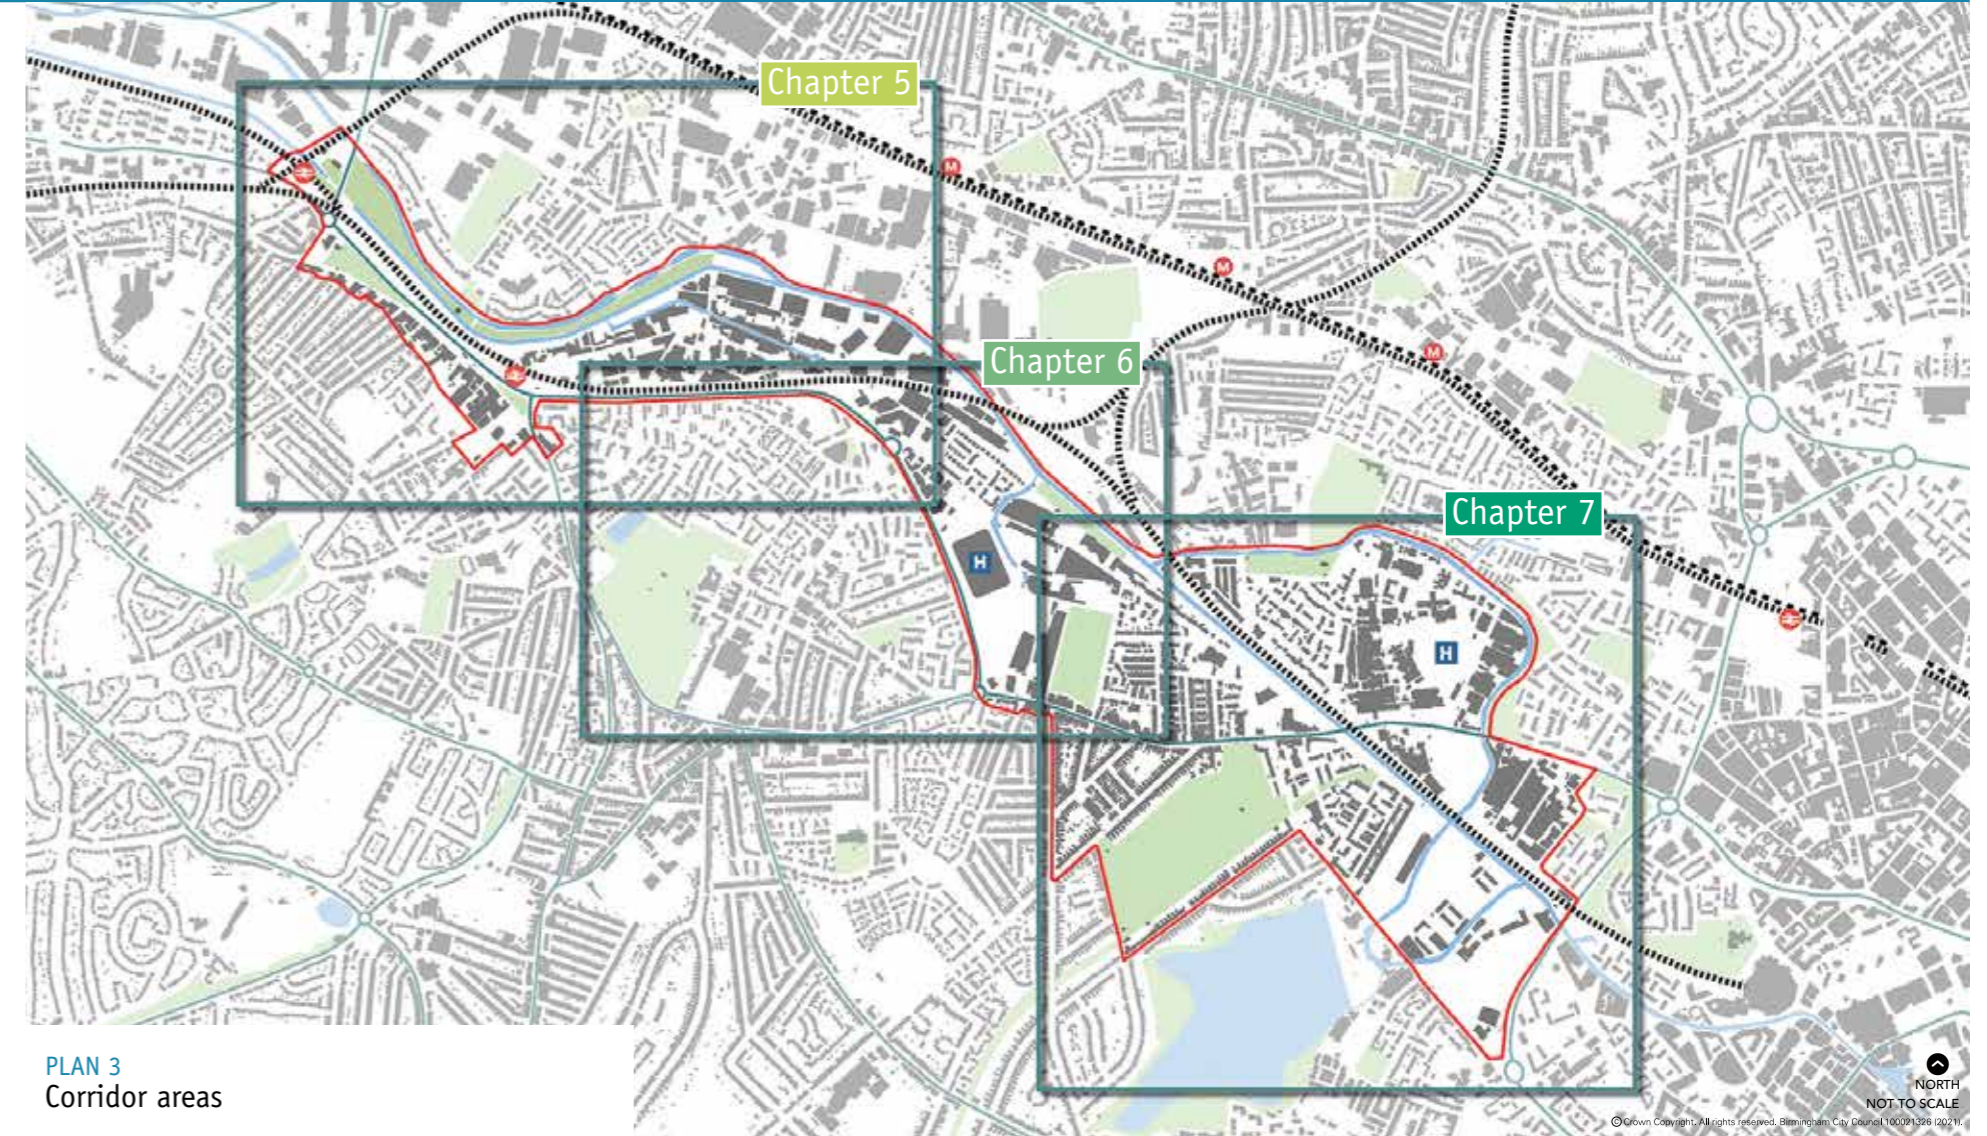 Chapter 5
M
M
Chapter 6
M
Chapter 7
H
H
PLAN 3
Corridor areas
NORTH
NOT TO SCALE
© Crown Copyright. All rights reserved. Birmingham City Council 100021326 (2021).